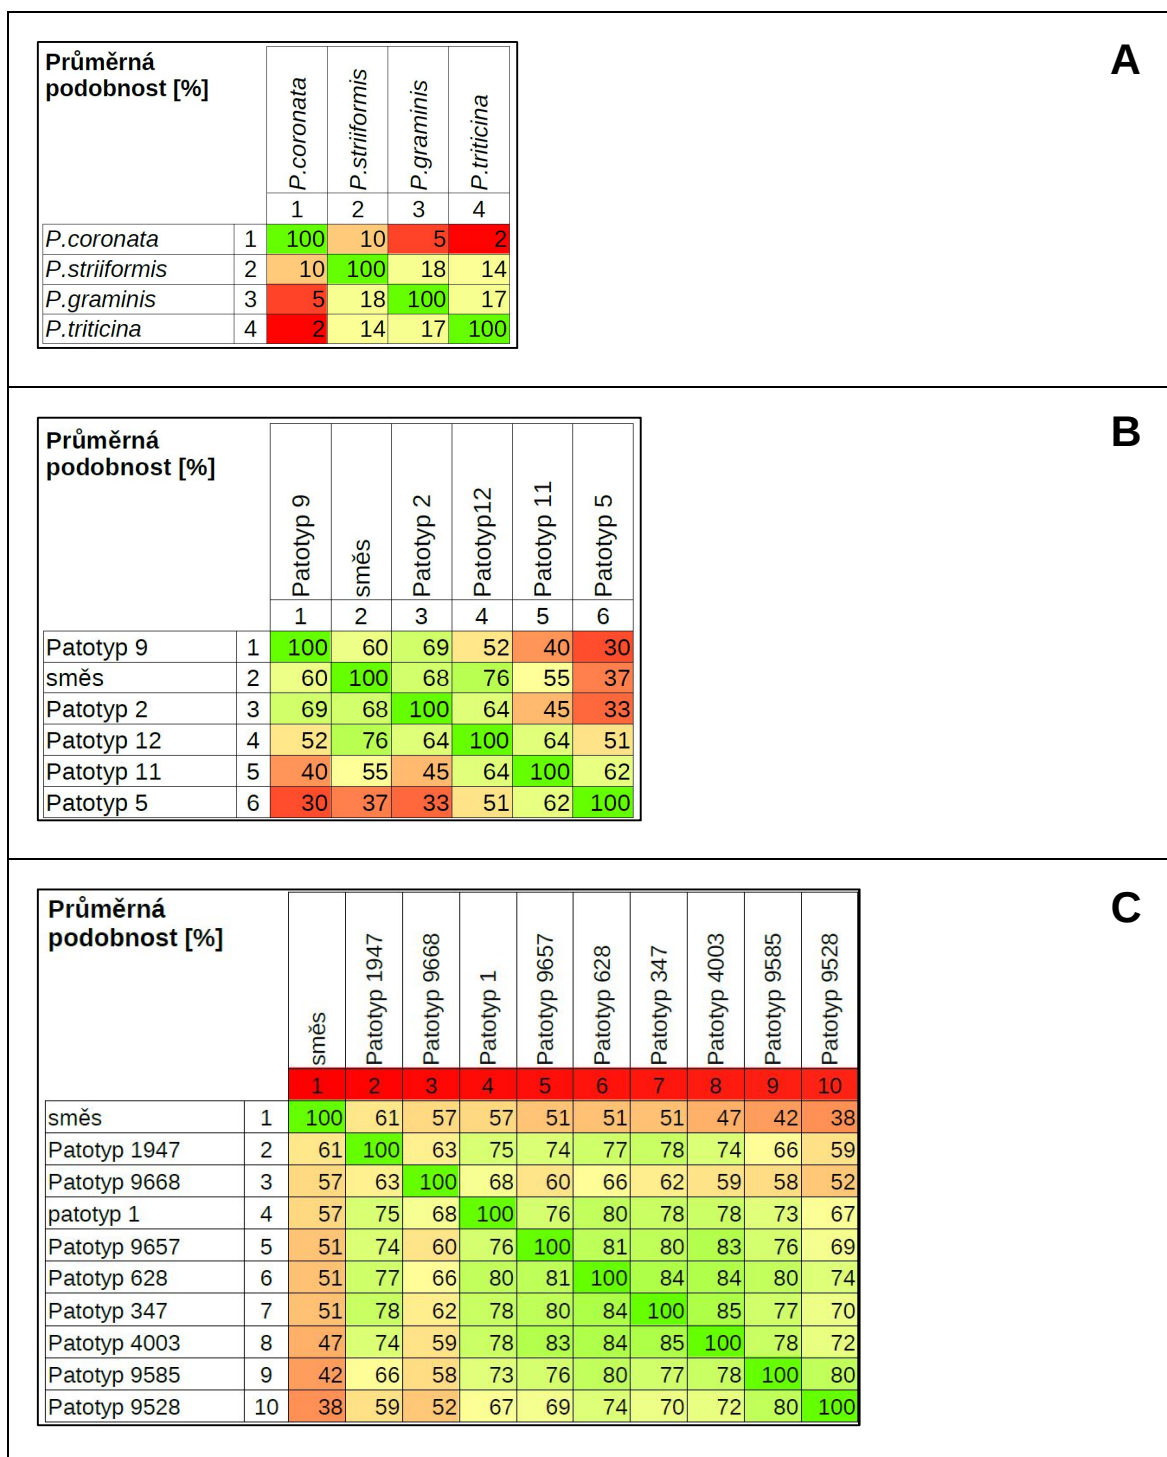 A
Průměrná
podobnost [%]
P.coronata P.striiformis P.graminis P.triticina
1 2 3 4
P.coronata 1 100 10 5 2
P.striiformis 2 10 100 18 14
P.graminis 3 5 18 100 17
P.triticina 4 2 14 17 100
B
Průměrná
podobnost [%]
Patotyp 9 směs Patotyp 2 Patotyp12 Patotyp 11 Patotyp 5
1 2 3 4 5 6
Patotyp 9 1 100 60 69 52 40 30
směs 2 60 100 68 76 55 37
Patotyp 2 3 69 68 100 64 45 33
Patotyp 12 4 52 76 64 100 64 51
Patotyp 11 5 40 55 45 64 100 62
Patotyp 5 6 30 37 33 51 62 100
C
Průměrná
podobnost [%]
směs Patotyp 1947 Patotyp 9668 Patotyp 1 Patotyp 9657 Patotyp 628 Patotyp 347 Patotyp 4003 Patotyp 9585 Patotyp 9528
1 2 3 4 5 6 7 8 9 10
směs 1 100 61 57 57 51 51 51 47 42 38
Patotyp 1947 2 61 100 63 75 74 77 78 74 66 59
Patotyp 9668 3 57 63 100 68 60 66 62 59 58 52
patotyp 1 4 57 75 68 100 76 80 78 78 73 67
Patotyp 9657 5 51 74 60 76 100 81 80 83 76 69
Patotyp 628 6 51 77 66 80 81 100 84 84 80 74
Patotyp 347 7 51 78 62 78 80 84 100 85 77 70
Patotyp 4003 8 47 74 59 78 83 84 85 100 78 72
Patotyp 9585 9 42 66 58 73 76 80 77 78 100 80
Patotyp 9528 10 38 59 52 67 69 74 70 72 80 100